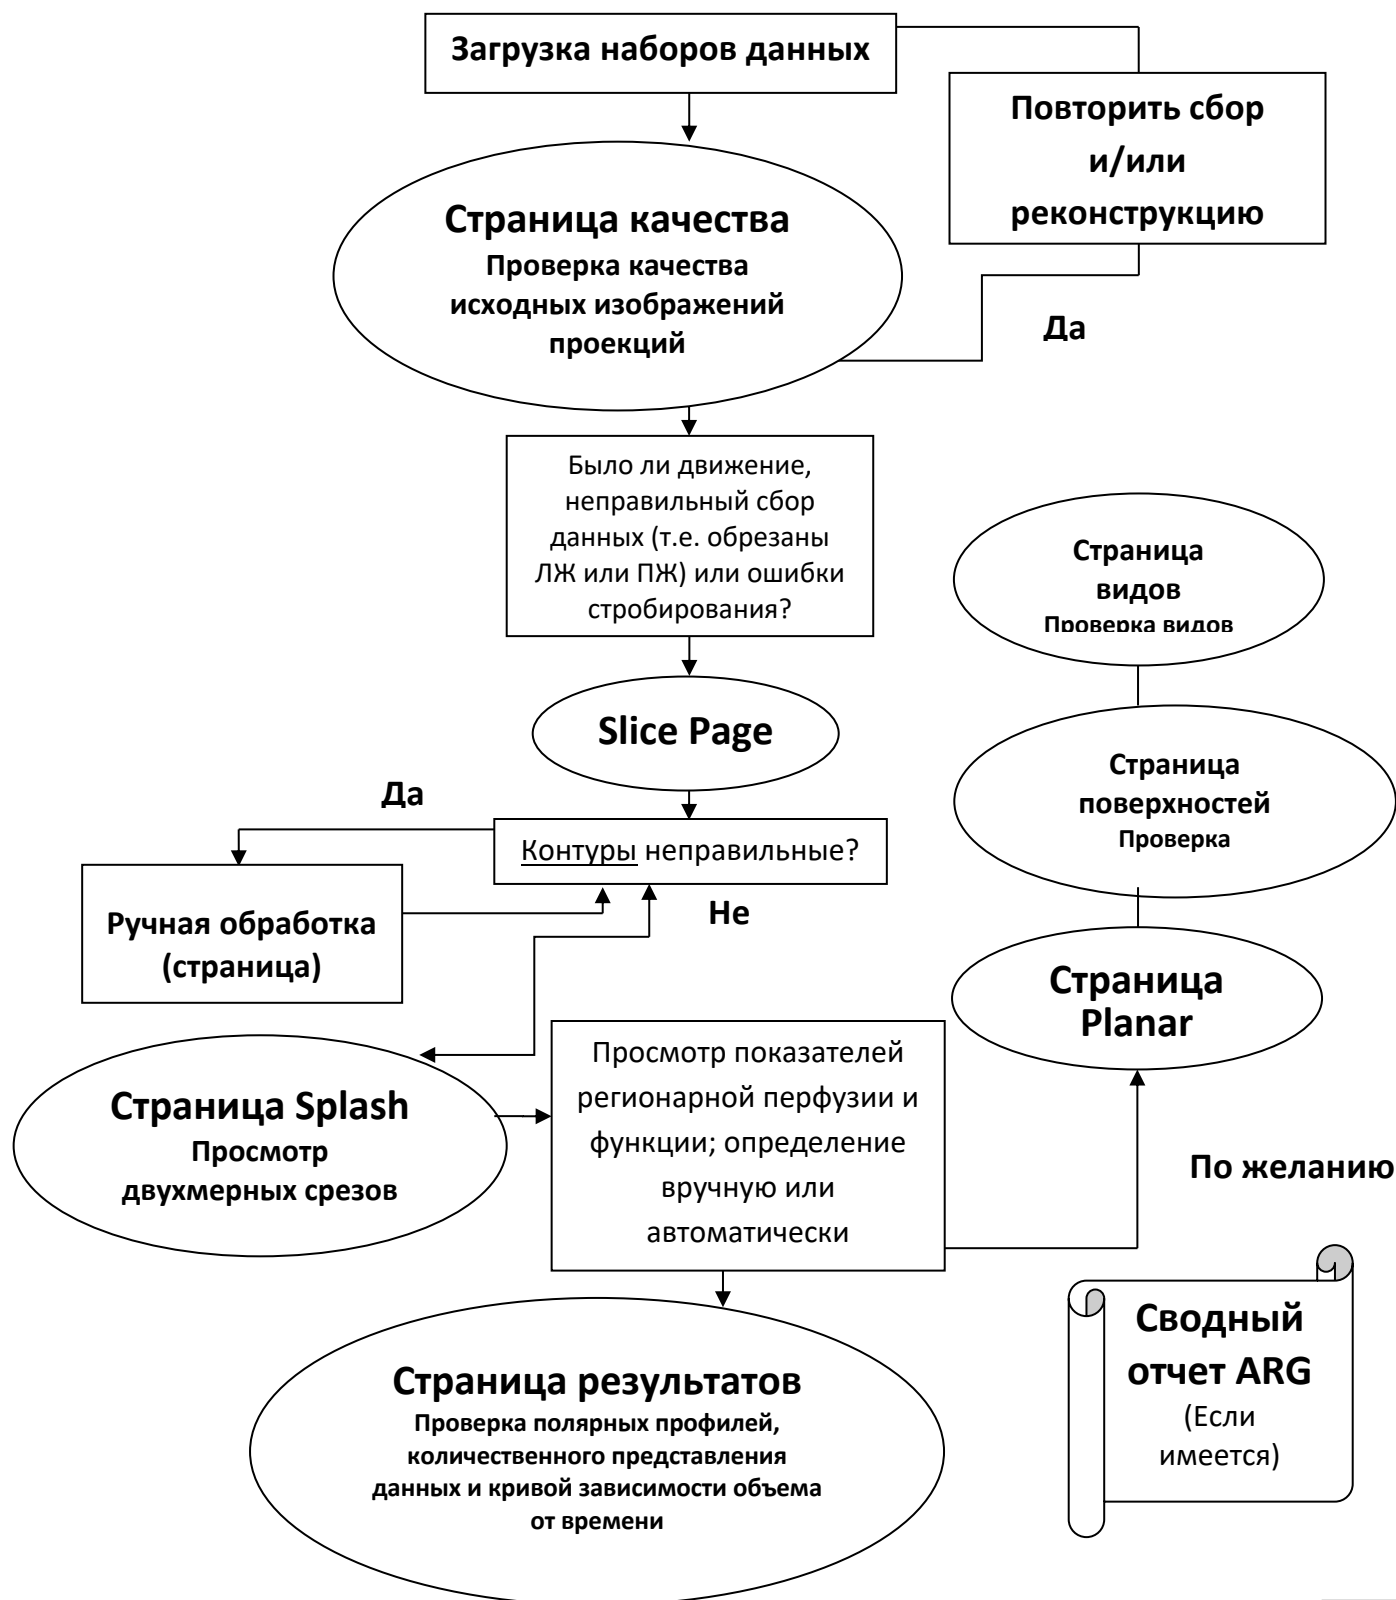 Загрузка наборов данных
Повторить сбор
и/или
реконструкцию
Страница качества
Проверка качества
исходных изображений
проекций
Да
Было ли движение,
неправильный сбор
данных (т.е. обрезаны
ЛЖ или ПЖ) или ошибки
стробирования?
Страница
видов
Проверка видов
Slice Page
Страница
поверхностей
Проверка
Да
Контуры неправильные?
Не
Ручная обработка
(страница)
Страница
Planar
Просмотр показателей
регионарной перфузии и
функции; определение
вручную или
автоматически
Страница Splash
Просмотр
двухмерных срезов
По желанию
Сводный
отчет ARG
(Если
имеется)
Страница результатов
Проверка полярных профилей,
количественного представления
данных и кривой зависимости объема
от времени